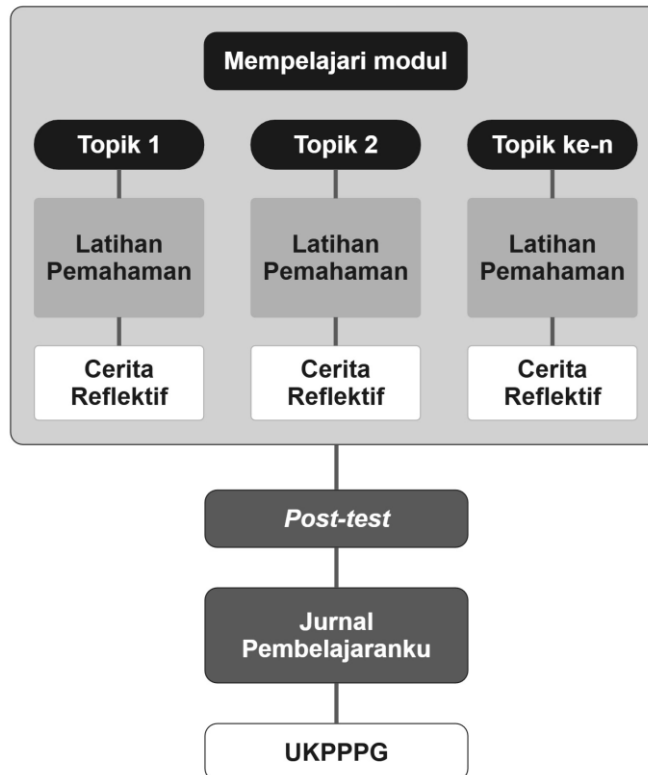 Mempelajari modul
Topik 1
Topik 2
Topik ke-n
Latihan
Pemahaman
Latihan
Pemahaman
Latihan
Pemahaman
Cerita
Reflektif
Cerita
Reflektif
Cerita
Reflektif
Post-test
Jurnal
Pembelajaranku
UKPPPG